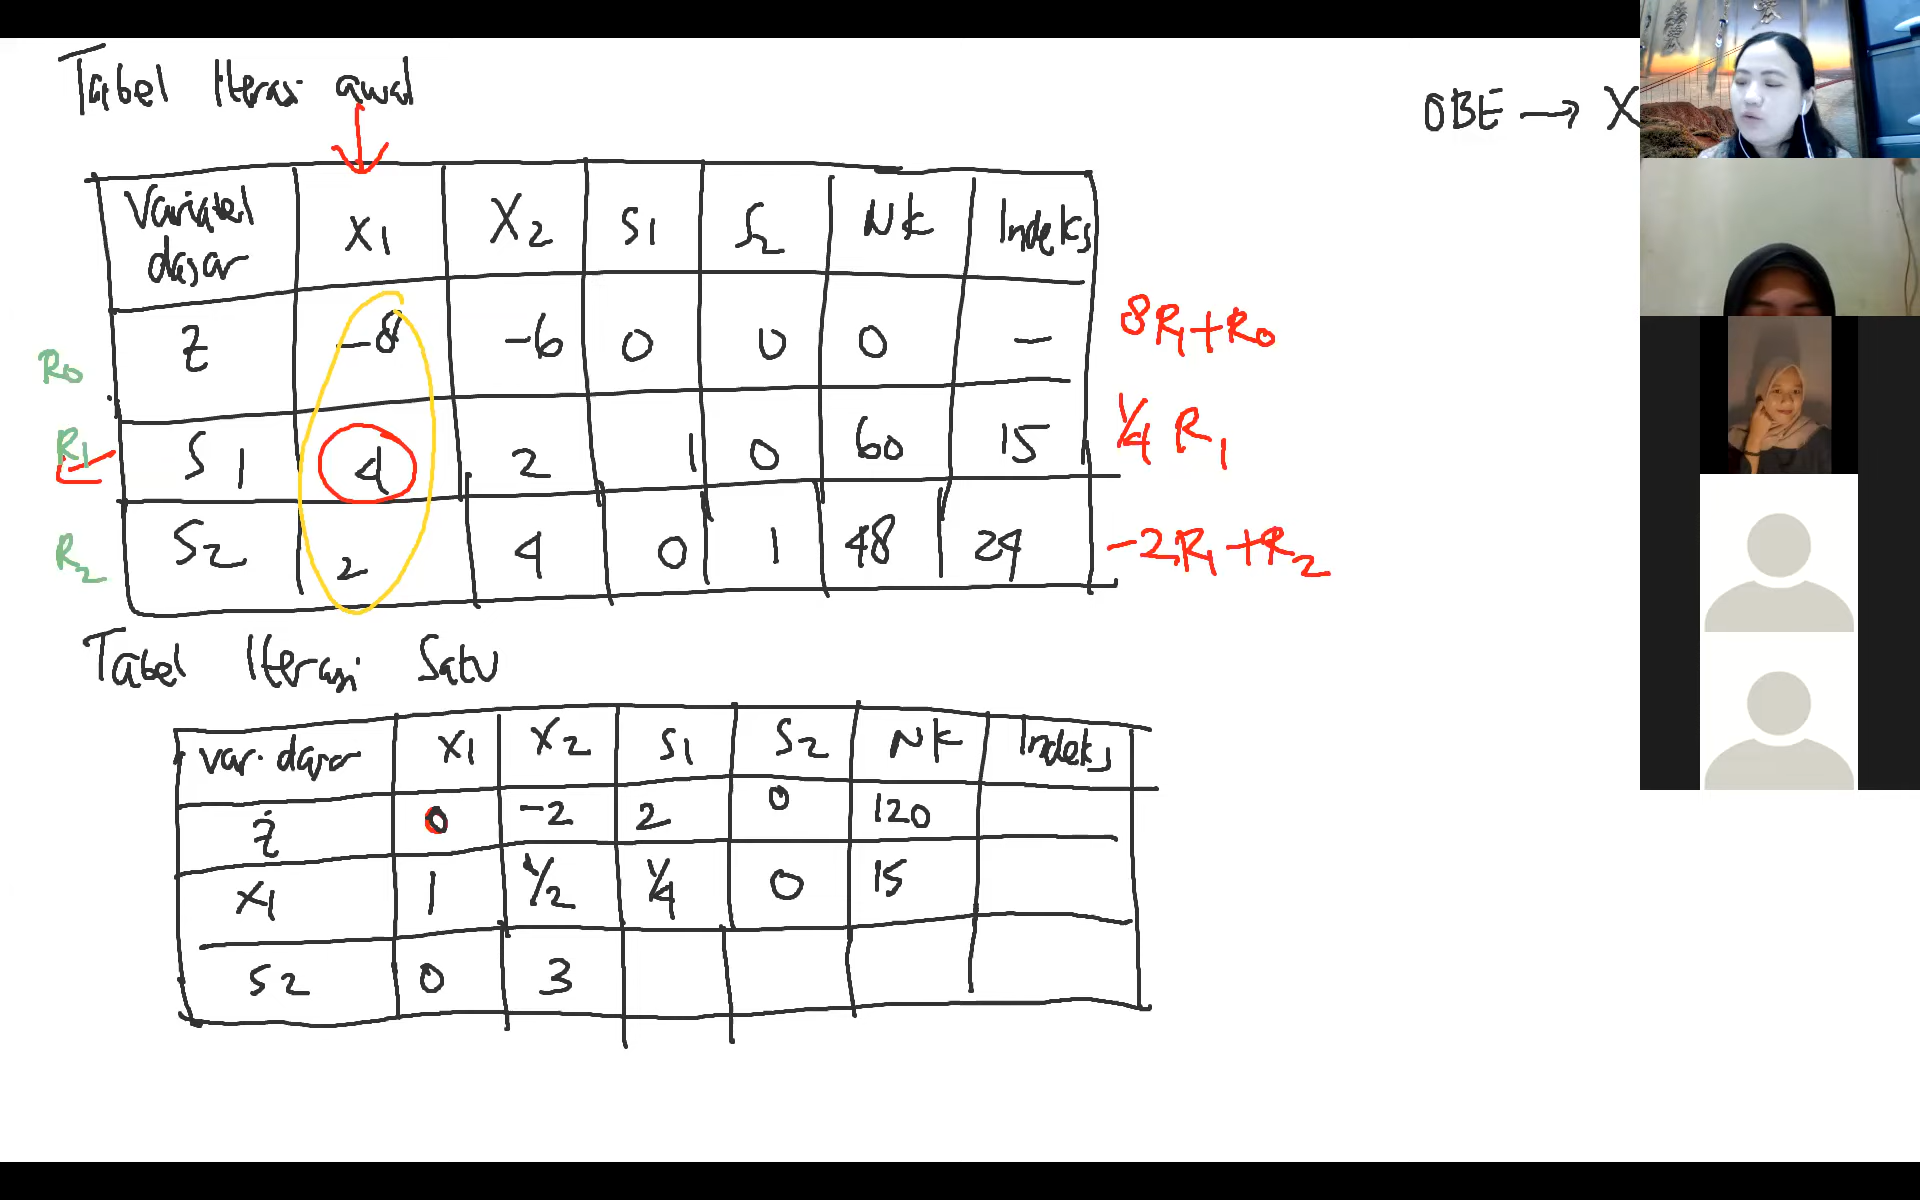 Tabel Iterasi awal
OBE → X
Variabel dasar X1 X2 S1 S2 NK Indeks
R0 Z -8 -6 0 0 0 - 8R1+R0
R1 S1 4 2 1 0 60 15 1/4 R1
R2 S2 2 4 0 1 48 24 -2R1+R2
Tabel Iterasi Satu
var. dasar X1 X2 S1 S2 NK Indeks
Z 0 -2 2 0 120
X1 1 1/2 1/4 0 15
S2 0 3